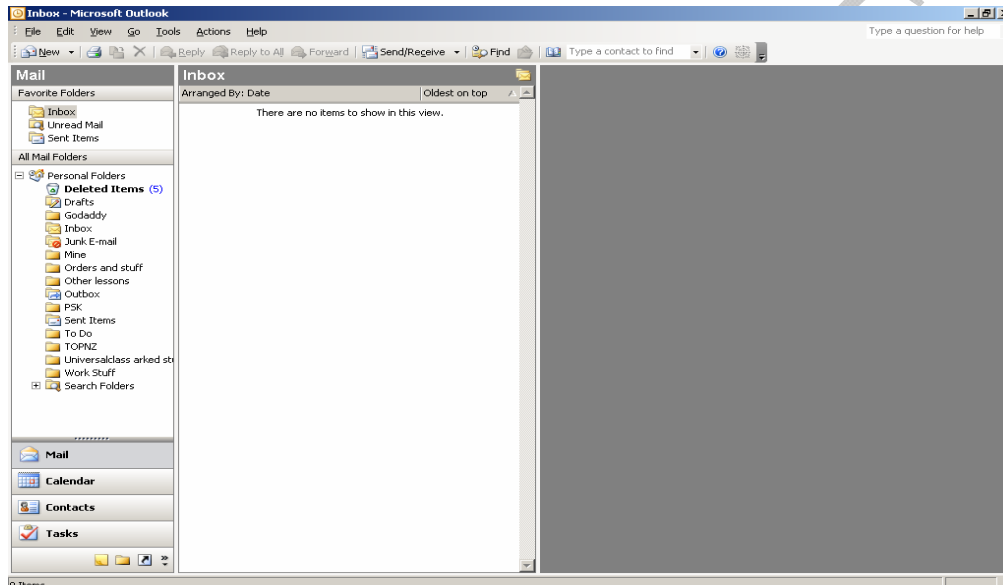 Inbox - Microsoft Outlook
File Edit View Go Tools Actions Help
Type a question for help
New Reply Reply to All Forward Send/Receive Find Type a contact to find
Mail
Inbox
Favorite Folders
Arranged By: Date Oldest on top
There are no items to show in this view.
Inbox
Unread Mail
Sent Items
All Mail Folders
Personal Folders
Deleted Items (5)
Drafts
Godaddy
Inbox
Junk E-mail
Mine
Orders and stuff
Other lessons
Outbox
PSK
Sent Items
To Do
TOPNZ
Universalclass arked st
Work Stuff
Search Folders
Mail
Calendar
Contacts
Tasks
0 Items